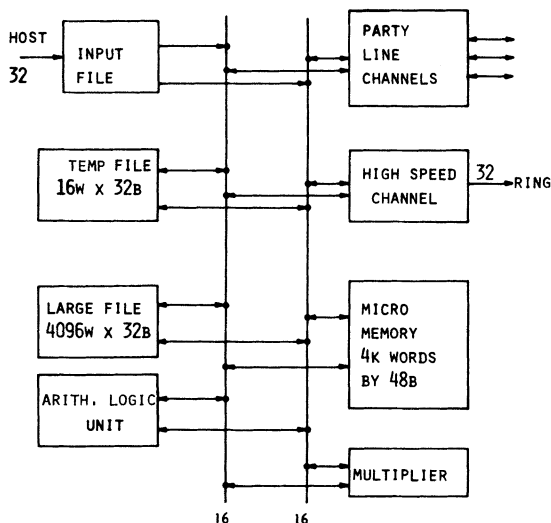 HOST
32
INPUT
FILE
PARTY
LINE
CHANNELS
TEMP FILE
16W X 32B
HIGH SPEED
CHANNEL
32
RING
LARGE FILE
4096W X 32B
MICRO
MEMORY
4K WORDS
BY 48B
ARITH. LOGIC
UNIT
MULTIPLIER
16 16